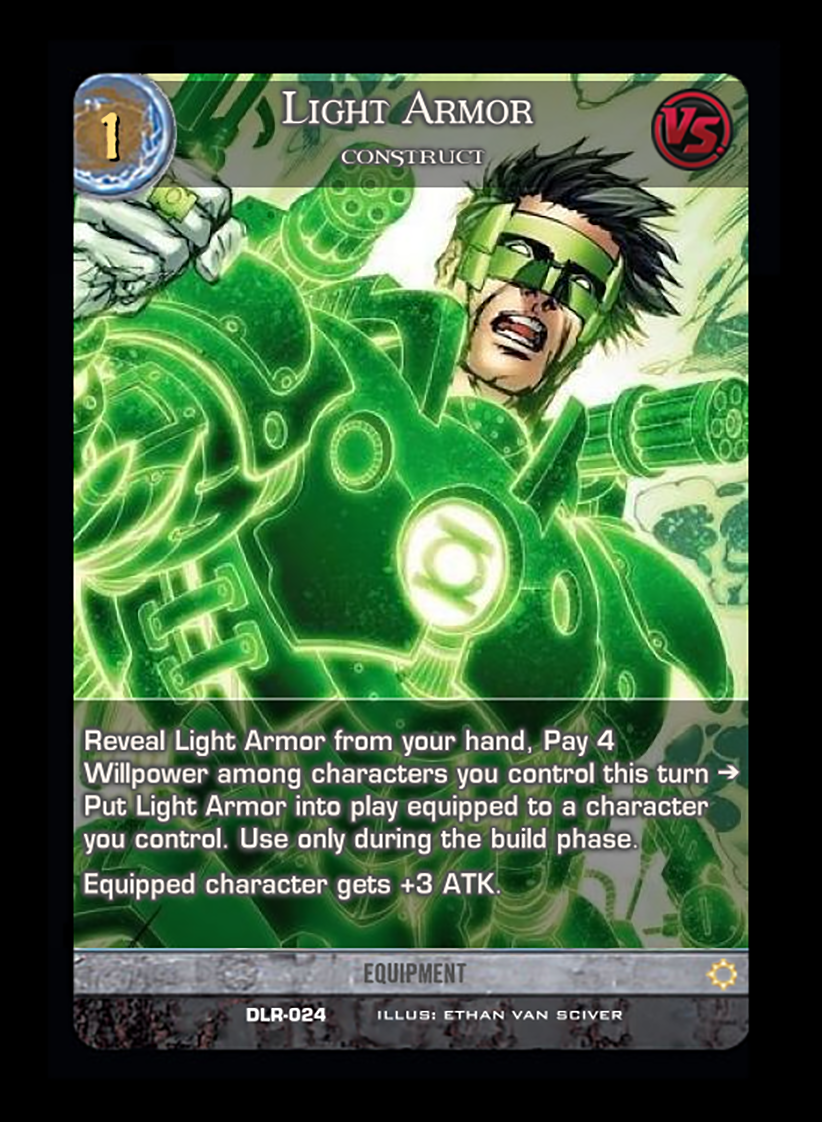 1
LIGHT ARMOR
VS.
CONSTRUCT
Reveal Light Armor from your hand, Pay 4
Willpower among characters you control this turn ➔
Put Light Armor into play equipped to a character
you control. Use only during the build phase.
Equipped character gets +3 ATK.
EQUIPMENT
DLR-024 ILLUS: ETHAN VAN SCIVER